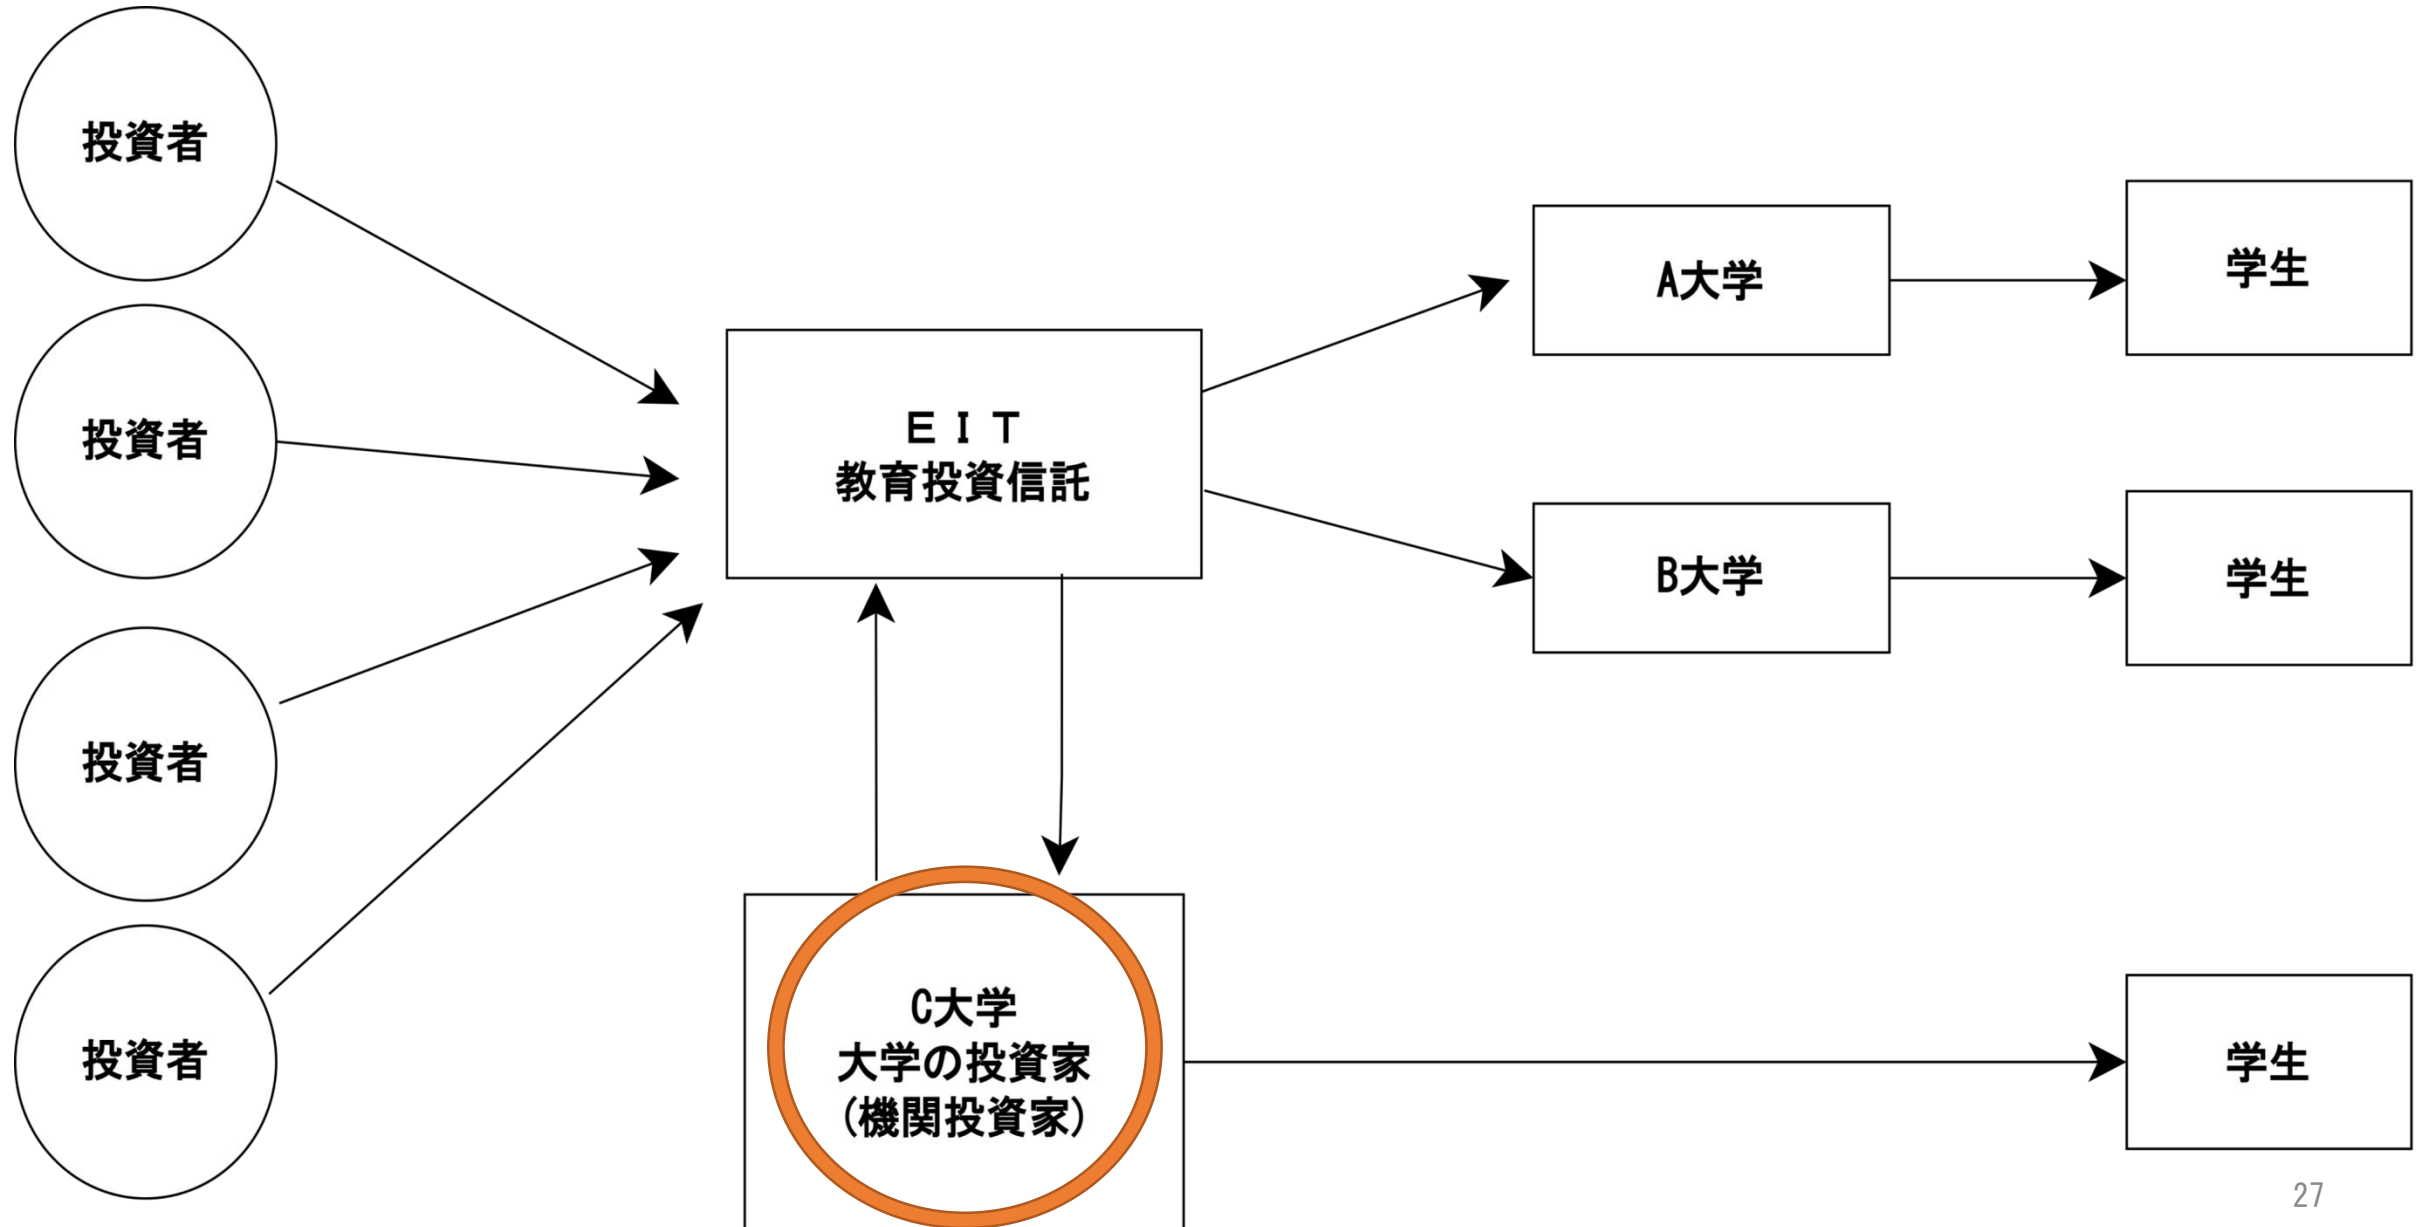 投資者
投資者
投資者
投資者
ＥＩＴ
教育投資信託
A大学
学生
B大学
学生
C大学
大学の投資家
(機関投資家)
学生
27